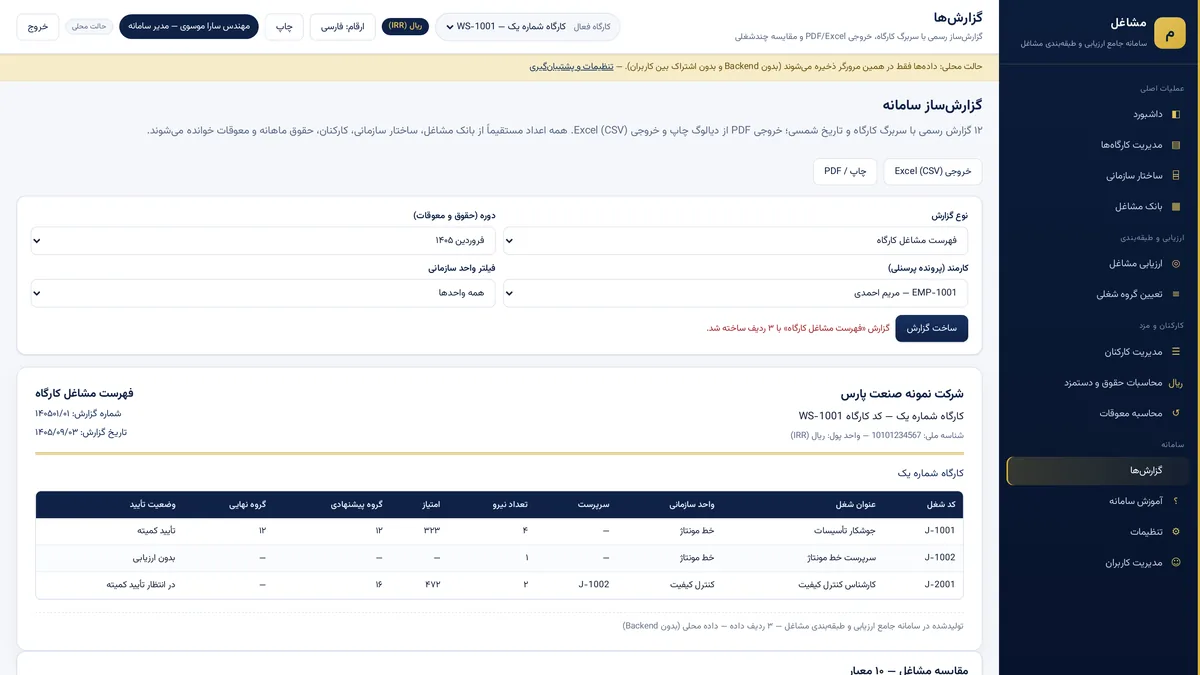 مشاغل
سامانه جامع ارزیابی و طبقه‌بندی مشاغل
م
عملیات اصلی
داشبورد
مدیریت کارگاه‌ها
ساختار سازمانی
بانک مشاغل
ارزیابی و طبقه‌بندی
ارزیابی مشاغل
تعیین گروه شغلی
کارکنان و مزد
مدیریت کارکنان
ریال محاسبات حقوق و دستمزد
محاسبه معوقات
سامانه
گزارش‌ها
؟ آموزش سامانه
تنظیمات
مدیریت کاربران
گزارش‌ها
گزارش‌ساز رسمی با سربرگ کارگاه، خروجی PDF/Excel و مقایسه چندشغلی
کارگاه فعال کارگاه شماره یک — WS-1001
ریال (IRR)
ارقام: فارسی
چاپ
مهندس سارا موسوی — مدیر سامانه
حالت محلی
خروج
حالت محلی: داده‌ها فقط در همین مرورگر ذخیره می‌شوند (بدون Backend و بدون اشتراک بین کاربران). — تنظیمات و پشتیبان‌گیری
گزارش‌ساز سامانه
۱۲ گزارش رسمی با سربرگ کارگاه و تاریخ شمسی؛ خروجی PDF از دیالوگ چاپ و خروجی Excel (CSV). همه اعداد مستقیماً از بانک مشاغل، ساختار سازمانی، کارکنان، حقوق ماهانه و معوقات خوانده می‌شوند.
خروجی Excel (CSV)
چاپ / PDF
نوع گزارش
فهرست مشاغل کارگاه
دوره (حقوق و معوقات)
فروردین ۱۴۰۵
کارمند (پرونده پرسنلی)
EMP-1001 — مریم احمدی
فیلتر واحد سازمانی
همه واحدها
ساخت گزارش
گزارش «فهرست مشاغل کارگاه» با ۳ ردیف ساخته شد.
شرکت نمونه صنعت پارس
کارگاه شماره یک — کد کارگاه WS-1001
شناسه ملی: 10101234567 — واحد پول: ریال (IRR)
فهرست مشاغل کارگاه
شماره گزارش: ۱۴۰۵۰۱/۰۱
تاریخ گزارش: ۱۴۰۵/۰۹/۰۳
کارگاه شماره یک
کد شغل عنوان شغل واحد سازمانی سرپرست تعداد نیرو امتیاز گروه پیشنهادی گروه نهایی وضعیت تأیید
J-1001 جوشکار تأسیسات خط مونتاژ — ۴ ۳۲۳ ۱۲ ۱۲ تأیید کمیته
J-1002 سرپرست خط مونتاژ خط مونتاژ — ۱ — — — بدون ارزیابی
J-2001 کارشناس کنترل کیفیت کنترل کیفیت J-1002 ۲ ۴۷۲ ۱۶ — در انتظار تأیید کمیته
تولیدشده در سامانه جامع ارزیابی و طبقه‌بندی مشاغل — ۳ ردیف داده — داده محلی (بدون Backend)
مقایسه مشاغل — ۱۰ معیار